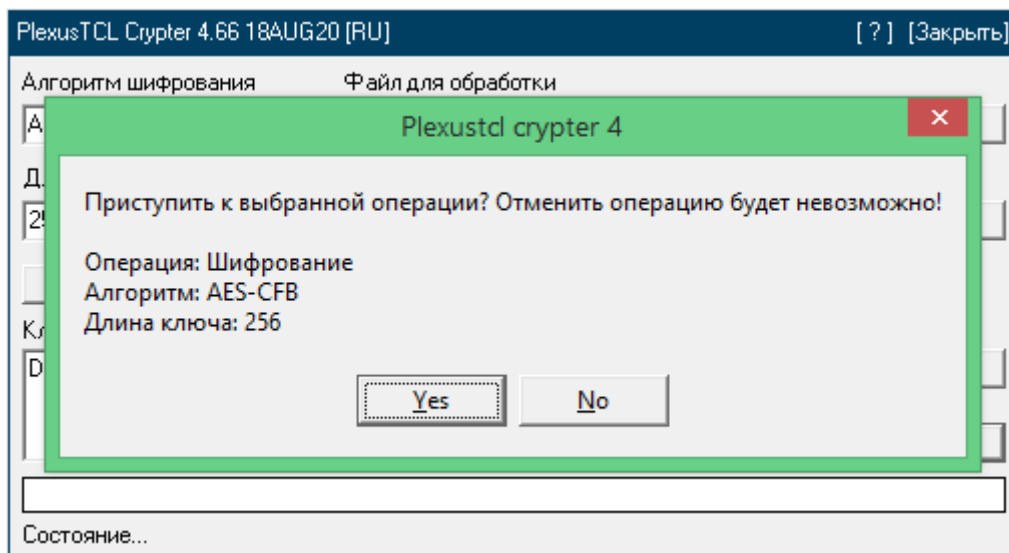 PlexusTCL Crypter 4.66 18AUG20 [RU] [?] [Закрыть]
Алгоритм шифрования Файл для обработки
Plexustcl crypter 4
Приступить к выбранной операции? Отменить операцию будет невозможно!
Операция: Шифрование
Алгоритм: AES-CFB
Длина ключа: 256
Yes No
Состояние...